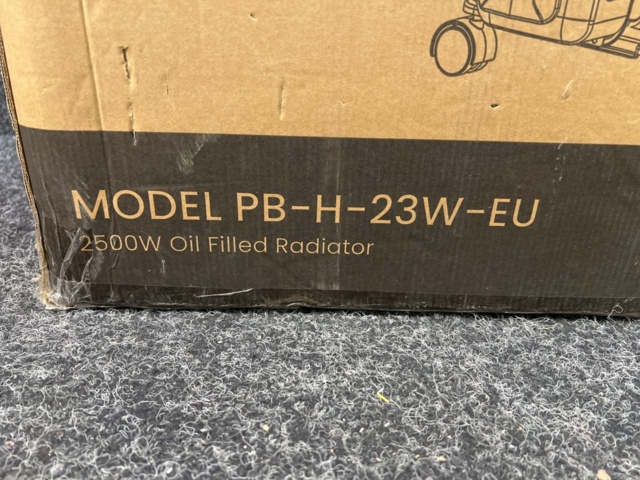 MODEL PB-H-23W-EU
2500W Oil Filled Radiator